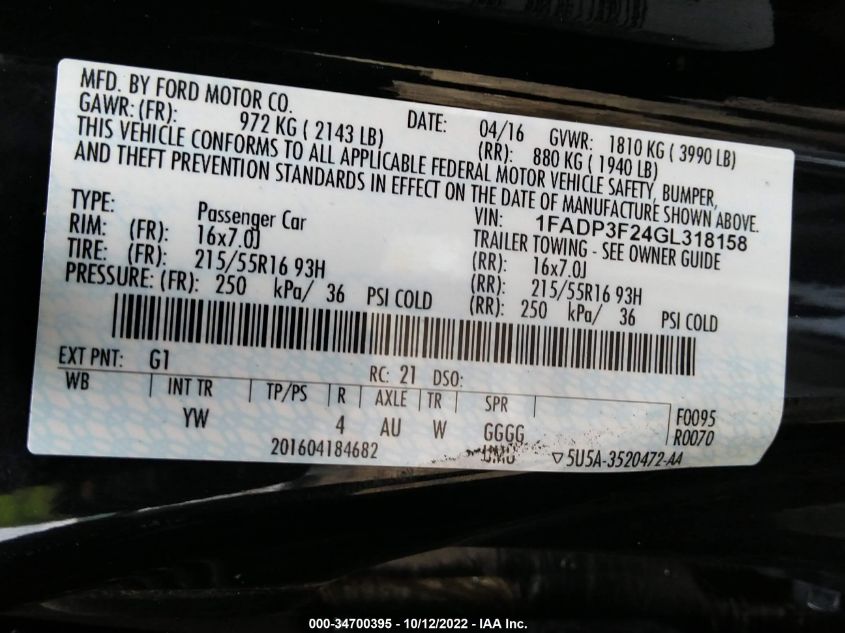 MFD. BY FORD MOTOR CO. DATE: 04/16 GVWR: 1810 KG ( 3990 LB)
GAWR: (FR): 972 KG ( 2143 LB) (RR): 880 KG ( 1940 LB)
THIS VEHICLE CONFORMS TO ALL APPLICABLE FEDERAL MOTOR VEHICLE SAFETY, BUMPER,
AND THEFT PREVENTION STANDARDS IN EFFECT ON THE DATE OF MANUFACTURE SHOWN ABOVE.
VIN: 1FADP3F24GL318158
TYPE: Passenger Car TRAILER TOWING - SEE OWNER GUIDE
RIM: (FR): 16x7.0J (RR): 16x7.0J
TIRE: (FR): 215/55R16 93H (RR): 215/55R16 93H
PRESSURE: (FR): 250 kPa/ 36 PSI COLD (RR): 250 kPa/ 36 PSI COLD
EXT PNT: G1 RC: 21 DSO:
WB INT TR TP/PS R AXLE TR SPR
YW 4 AU W GGGG
F0095
R0070
201604184682 ▽5U5A-3520472-AA
000-34700395 - 10/12/2022 - IAA Inc.